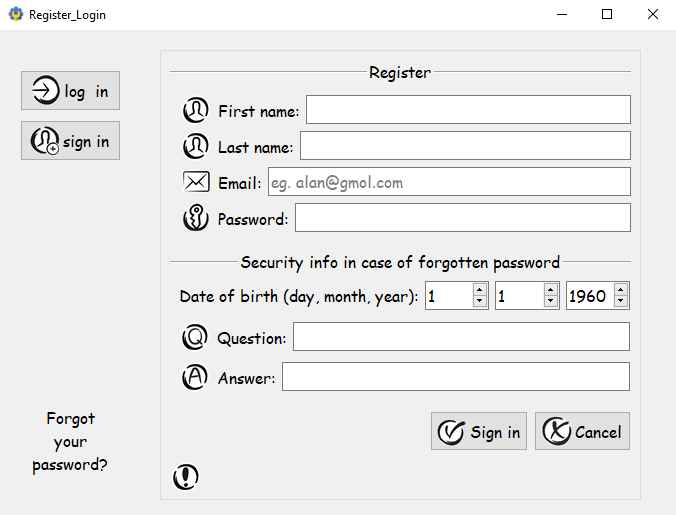 Register_Login
log in
sign in
Register
First name:
Last name:
Email: eg. alan@gmol.com
Password:
Security info in case of forgotten password
Date of birth (day, month, year): 1 1 1960
Q Question:
A Answer:
Sign in Cancel
Forgot
your
password?